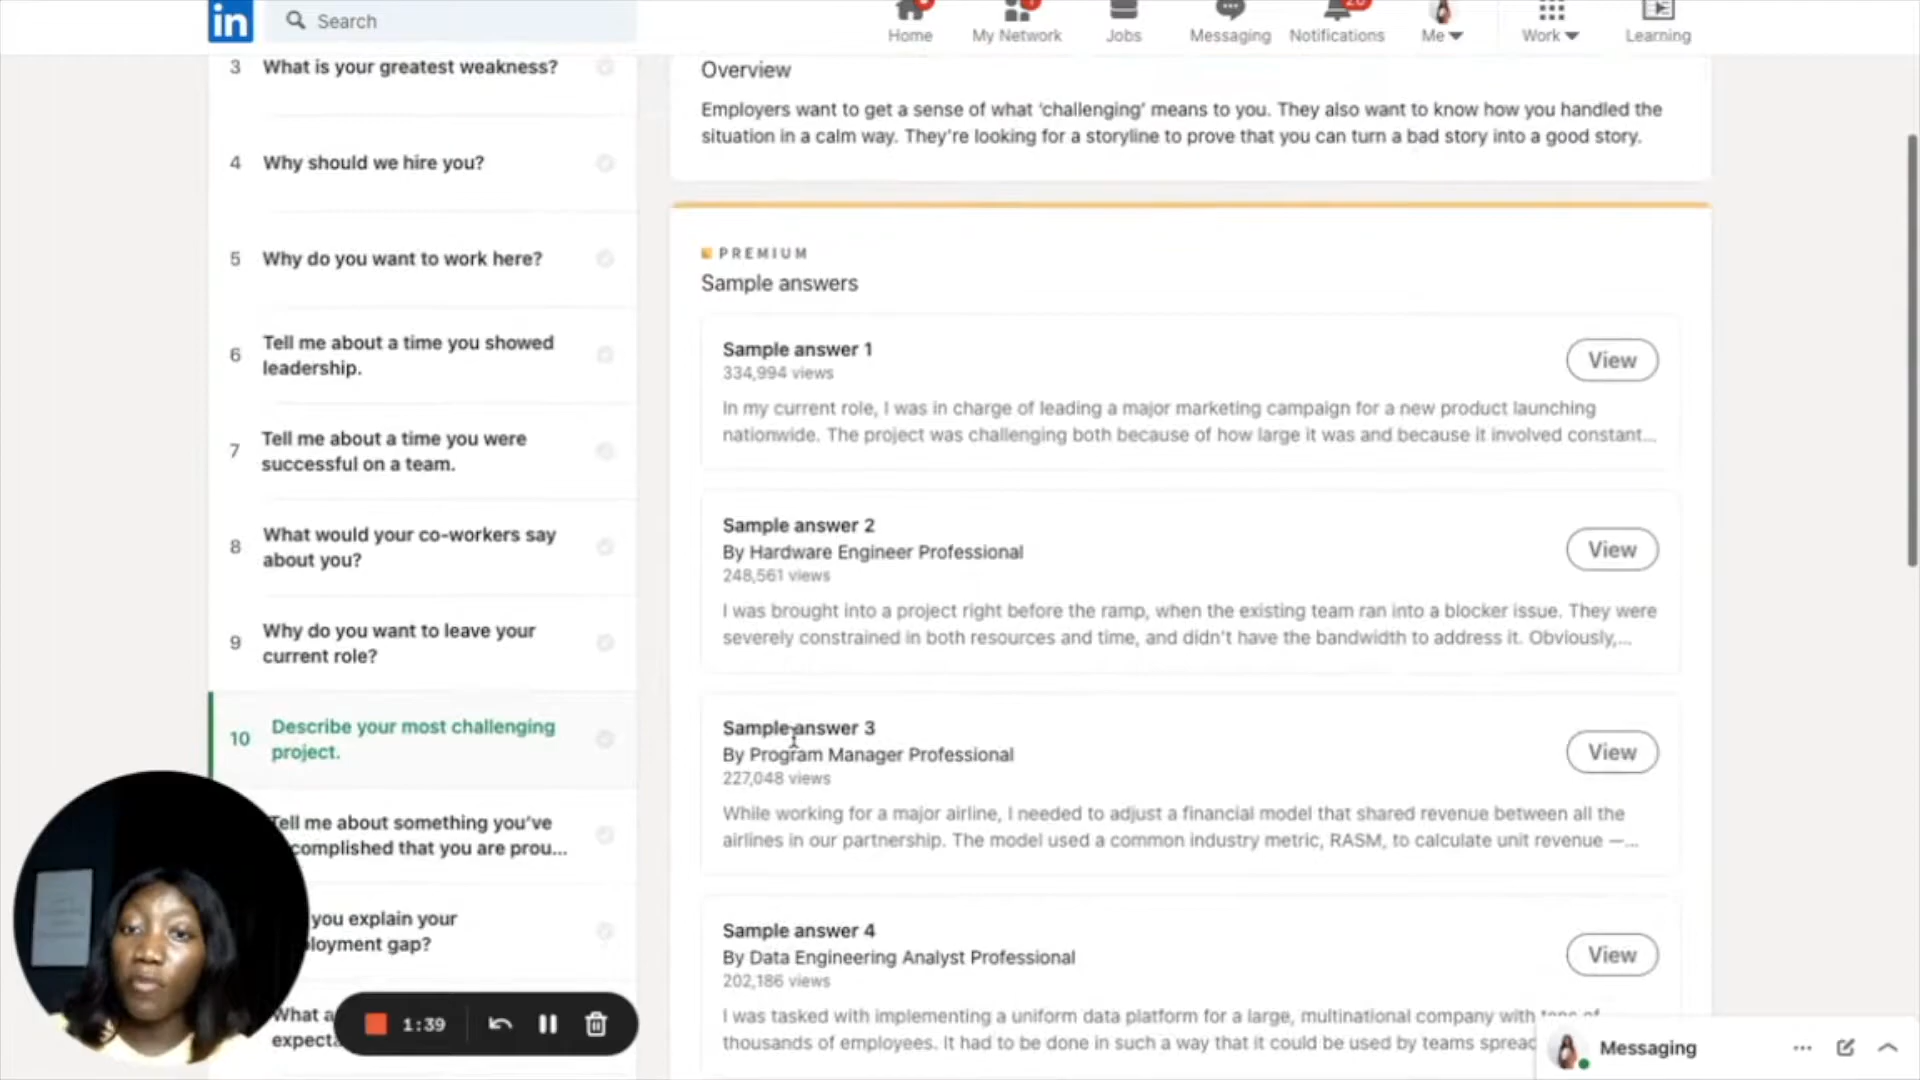 in
Search
Home
My Network
Jobs
Messaging
Notifications
Me
Work
Learning
3 What is your greatest weakness?
4 Why should we hire you?
5 Why do you want to work here?
6 Tell me about a time you showed
leadership.
7 Tell me about a time you were
successful on a team.
8 What would your co-workers say
about you?
9 Why do you want to leave your
current role?
10 Describe your most challenging
project.
Tell me about something you've
complished that you are prou...
you explain your
loyment gap?
What a
expect
1:39
Overview
Employers want to get a sense of what ‘challenging’ means to you. They also want to know how you handled the
situation in a calm way. They’re looking for a storyline to prove that you can turn a bad story into a good story.
PREMIUM
Sample answers
Sample answer 1
334,994 views
View
In my current role, I was in charge of leading a major marketing campaign for a new product launching
nationwide. The project was challenging both because of how large it was and because it involved constant...
Sample answer 2
By Hardware Engineer Professional
248,561 views
View
I was brought into a project right before the ramp, when the existing team ran into a blocker issue. They were
severely constrained in both resources and time, and didn’t have the bandwidth to address it. Obviously,...
Sample answer 3
By Program Manager Professional
227,048 views
View
While working for a major airline, I needed to adjust a financial model that shared revenue between all the
airlines in our partnership. The model used a common industry metric, RASM, to calculate unit revenue —...
Sample answer 4
By Data Engineering Analyst Professional
202,186 views
View
I was tasked with implementing a uniform data platform for a large, multinational company with tens of
thousands of employees. It had to be done in such a way that it could be used by teams spread
Messaging